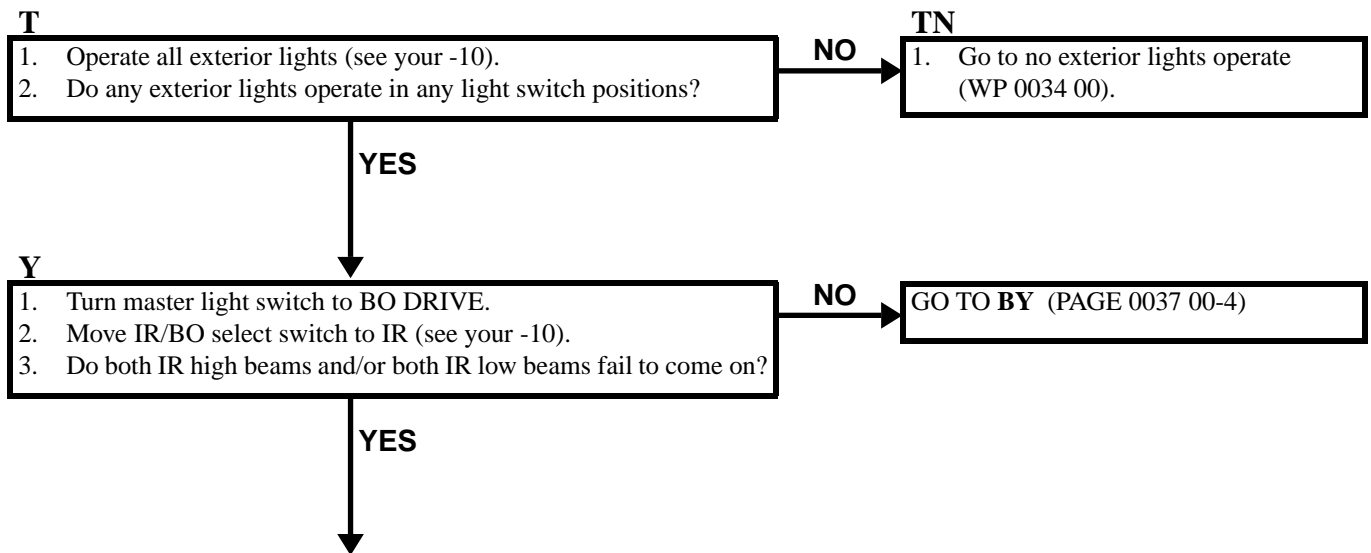 T
1. Operate all exterior lights (see your -10).
2. Do any exterior lights operate in any light switch positions?
NO
TN
1. Go to no exterior lights operate
(WP 0034 00).
YES
Y
1. Turn master light switch to BO DRIVE.
2. Move IR/BO select switch to IR (see your -10).
3. Do both IR high beams and/or both IR low beams fail to come on?
NO
GO TO BY (PAGE 0037 00-4)
YES